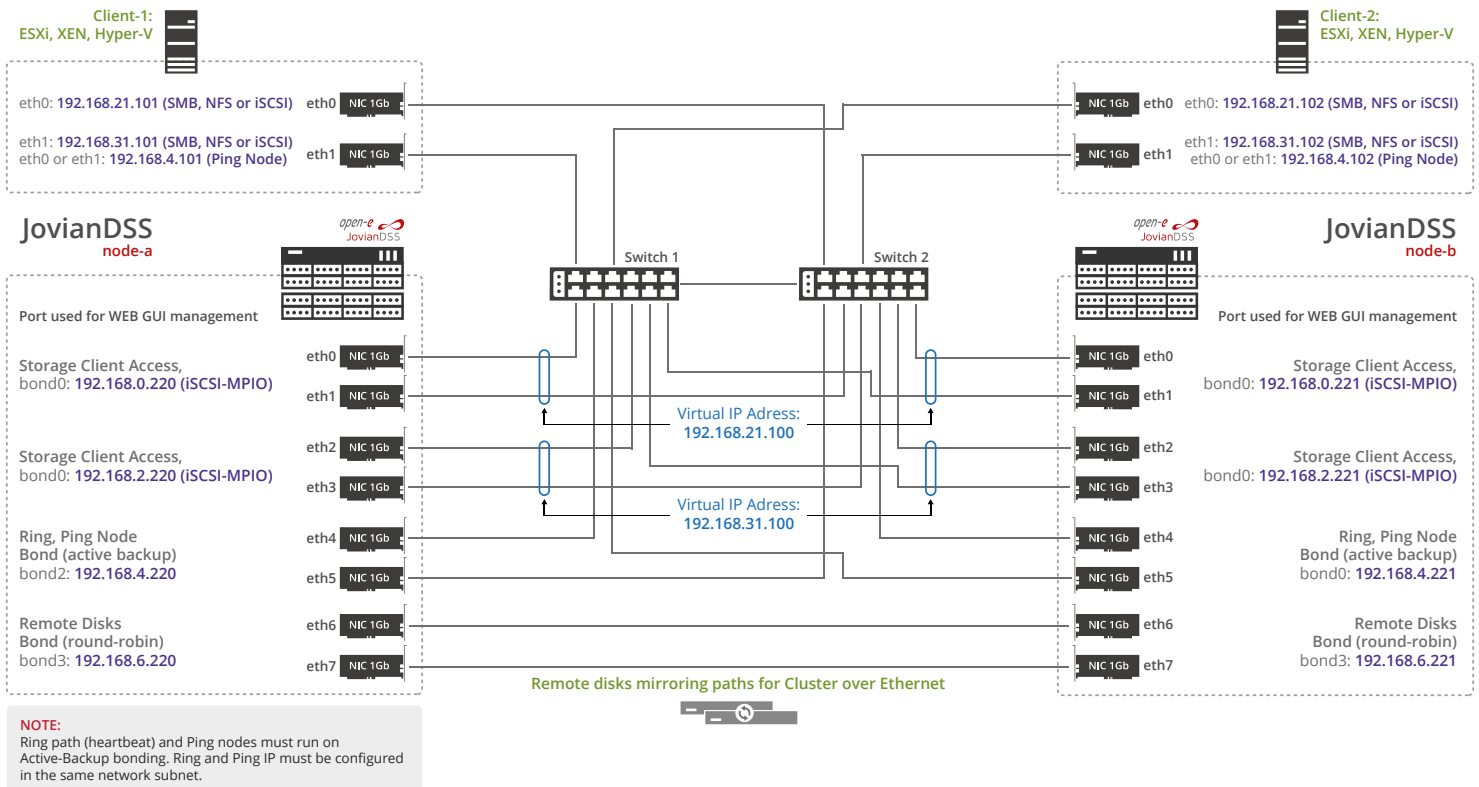 Client-1:
ESXi, XEN, Hyper-V
eth0: 192.168.21.101 (SMB, NFS or iSCSI)
eth0
NIC 1Gb
eth1: 192.168.31.101 (SMB, NFS or iSCSI)
eth0 or eth1: 192.168.4.101 (Ping Node)
eth1
NIC 1Gb
Client-2:
ESXi, XEN, Hyper-V
NIC 1Gb
eth0
eth0: 192.168.21.102 (SMB, NFS or iSCSI)
NIC 1Gb
eth1
eth1: 192.168.31.102 (SMB, NFS or iSCSI)
eth0 or eth1: 192.168.4.102 (Ping Node)
JovianDSS
node-a
open-e
JovianDSS
Port used for WEB GUI management
Storage Client Access,
bond0: 192.168.0.220 (iSCSI-MPIO)
eth0
NIC 1Gb
eth1
NIC 1Gb
Storage Client Access,
bond0: 192.168.2.220 (iSCSI-MPIO)
eth2
NIC 1Gb
eth3
NIC 1Gb
Ring, Ping Node
Bond (active backup)
bond2: 192.168.4.220
eth4
NIC 1Gb
eth5
NIC 1Gb
Remote Disks
Bond (round-robin)
bond3: 192.168.6.220
eth6
NIC 1Gb
eth7
NIC 1Gb
Switch 1
Switch 2
Virtual IP Adress:
192.168.21.100
Virtual IP Adress:
192.168.31.100
Remote disks mirroring paths for Cluster over Ethernet
open-e
JovianDSS
JovianDSS
node-b
Port used for WEB GUI management
NIC 1Gb
eth0
NIC 1Gb
eth1
Storage Client Access,
bond0: 192.168.0.221 (iSCSI-MPIO)
NIC 1Gb
eth2
NIC 1Gb
eth3
Storage Client Access,
bond0: 192.168.2.221 (iSCSI-MPIO)
NIC 1Gb
eth4
NIC 1Gb
eth5
Ring, Ping Node
Bond (active backup)
bond0: 192.168.4.221
NIC 1Gb
eth6
NIC 1Gb
eth7
Remote Disks
Bond (round-robin)
bond3: 192.168.6.221
NOTE:
Ring path (heartbeat) and Ping nodes must run on
Active-Backup bonding. Ring and Ping IP must be configured
in the same network subnet.